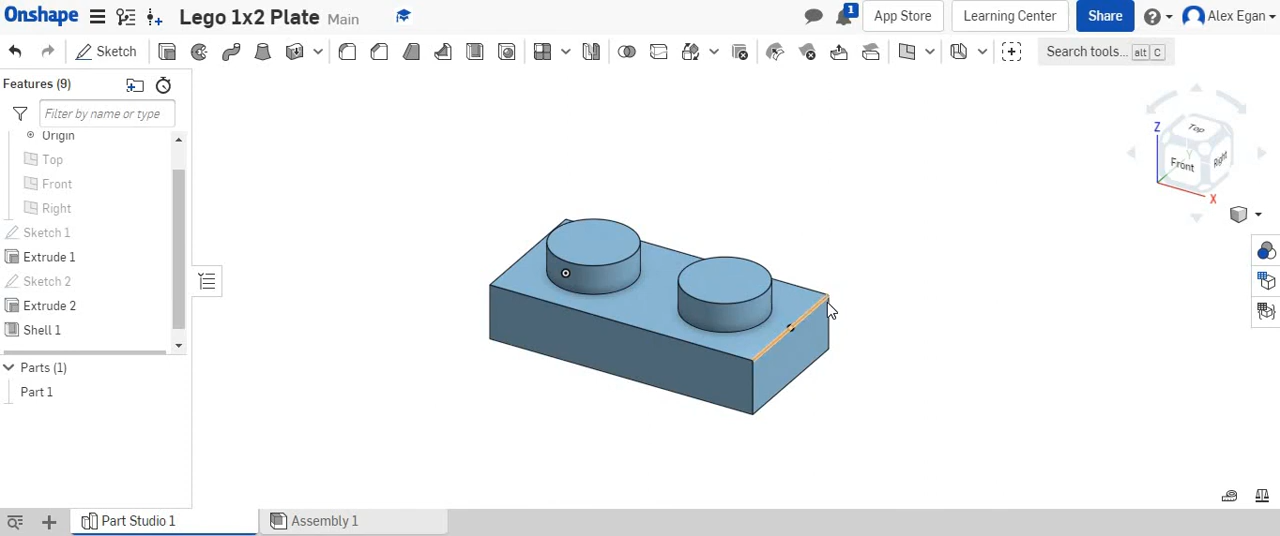 Onshape Lego 1x2 Plate Main 1 App Store Learning Center Share Alex Egan
Sketch Search tools... alt C
Features (9)
Filter by name or type
Origin
Top
Front
Right
Sketch 1
Extrude 1
Sketch 2
Extrude 2
Shell 1
Parts (1)
Part 1
Z
Top
Y
Front
Right
X
Part Studio 1 Assembly 1